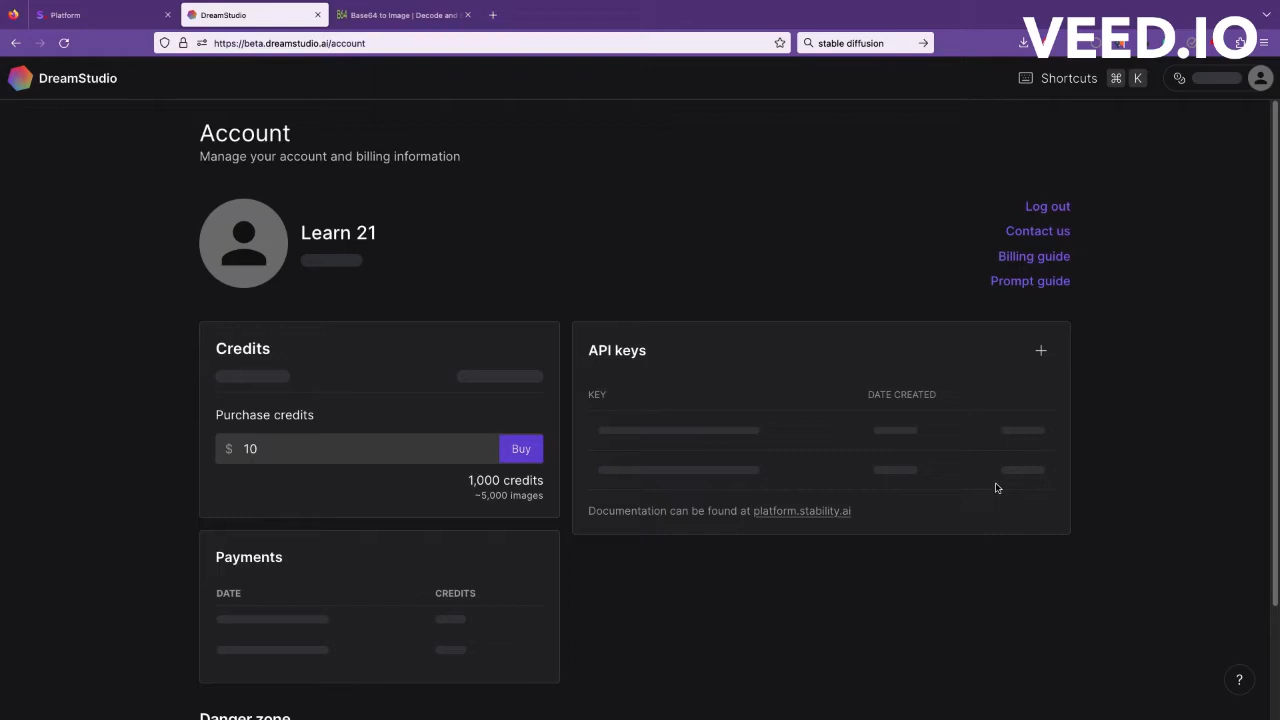 Platform
DreamStudio
Base64 to Image | Decode and
VEED.IO
https://beta.dreamstudio.ai/account
stable diffusion
DreamStudio
Shortcuts ⌘ K
Account
Manage your account and billing information
Learn 21
Log out
Contact us
Billing guide
Prompt guide
Credits
Purchase credits
$ 10
Buy
1,000 credits
~5,000 images
API keys
KEY
DATE CREATED
Documentation can be found at platform.stability.ai
Payments
DATE
CREDITS
?
Danger zone